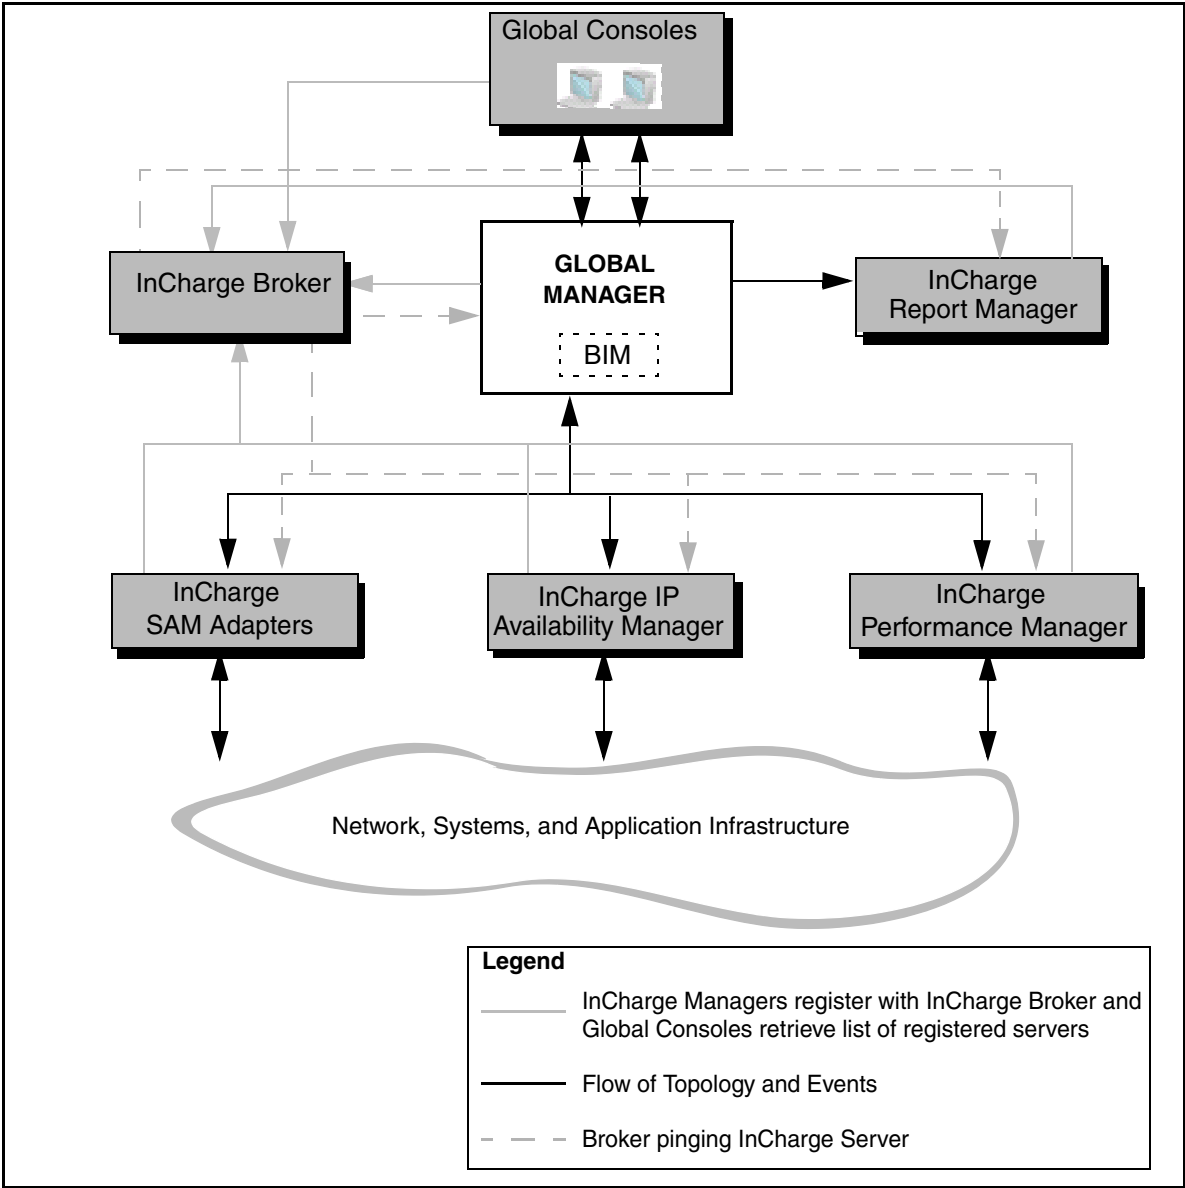 Global Consoles
InCharge Broker
GLOBAL
MANAGER
BIM
InCharge
Report Manager
InCharge
SAM Adapters
InCharge IP
Availability Manager
InCharge
Performance Manager
Network, Systems, and Application Infrastructure
Legend
InCharge Managers register with InCharge Broker and
Global Consoles retrieve list of registered servers
Flow of Topology and Events
Broker pinging InCharge Server